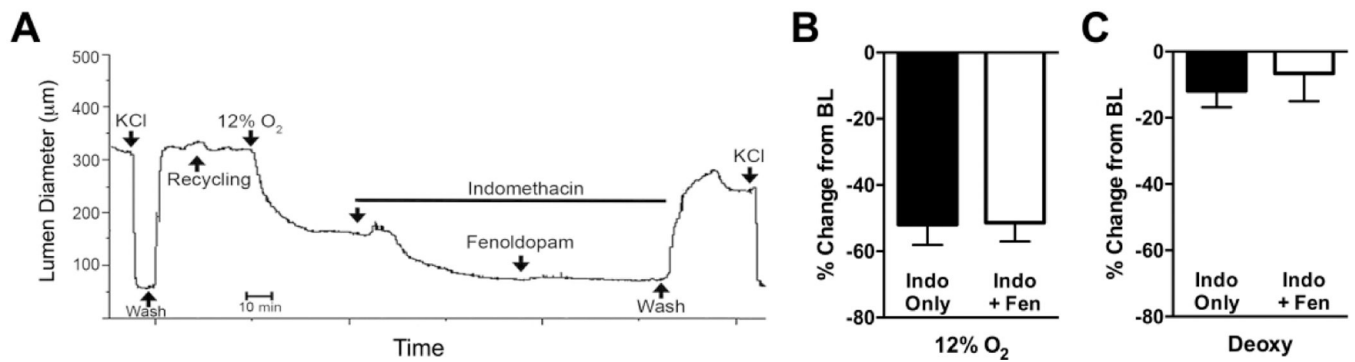 A
Lumen Diameter (μm)
500
400
300
200
100
KCl
12% O₂
Recycling
Indomethacin
KCl
Fenoldopam
Wash
10 min
Wash
Time
B
% Change from BL
0
-20
-40
-60
-80
Indo Only
Indo + Fen
12% O₂
C
% Change from BL
0
-20
-40
-60
-80
Indo Only
Indo + Fen
Deoxy